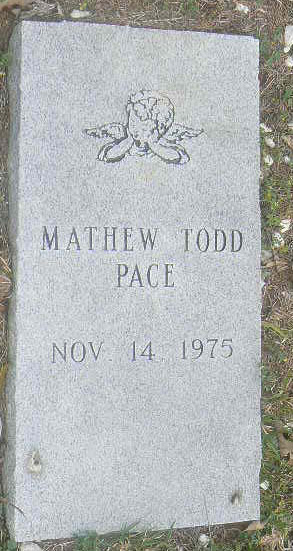 MATHEW TODD
PACE
NOV 14 1975